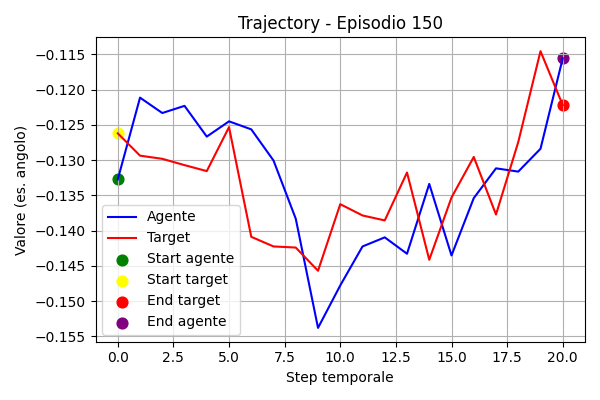 Trajectory - Episodio 150
Valore (es. angolo)
−0.115
−0.120
−0.125
−0.130
−0.135
−0.140
−0.145
−0.150
−0.155
Agente
Target
Start agente
Start target
End target
End agente
0.0 2.5 5.0 7.5 10.0 12.5 15.0 17.5 20.0
Step temporale